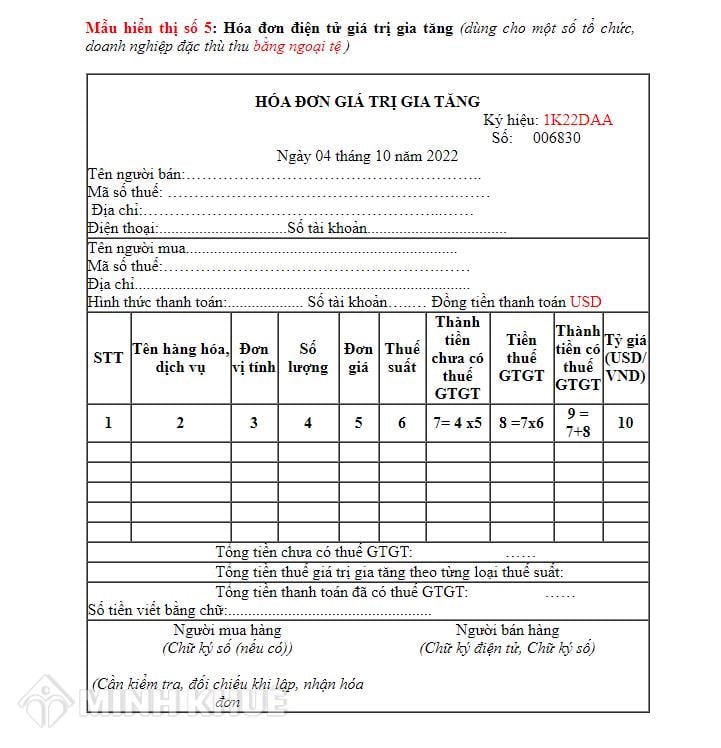 Mẫu hiển thị số 5: Hóa đơn điện tử giá trị gia tăng (dùng cho một số tổ chức,
doanh nghiệp đặc thù thu bằng ngoại tệ)
HÓA ĐƠN GIÁ TRỊ GIA TĂNG
Ký hiệu: 1K22DAA
Số: 006830
Ngày 04 tháng 10 năm 2022
Tên người bán:……………………………………………………..
Mã số thuế: ……………………………………………………
Địa chỉ:…………………………………………………..……
Điện thoại:................................Số tài khoản...................................
Tên người mua....................................................................
Mã số thuế:………………………………………………………
Địa chỉ....................................................................................
Hình thức thanh toán:................... Số tài khoản…….… Đồng tiền thanh toán USD
STT Tên hàng hóa, dịch vụ Đơn vị tính Số lượng Đơn giá Thuế suất Thành tiền chưa có thuế GTGT Tiền thuế GTGT Thành tiền có thuế GTGT Tỷ giá (USD/VND)
1 2 3 4 5 6 7= 4 x5 8 =7x6 9 = 7+8 10
Tổng tiền chưa có thuế GTGT: ……
Tổng tiền thuế giá trị gia tăng theo từng loại thuế suất:
Tổng tiền thanh toán đã có thuế GTGT: ……
Số tiền viết bằng chữ:...................................................
Người mua hàng Người bán hàng
(Chữ ký số (nếu có)) (Chữ ký điện tử, Chữ ký số)
(Cần kiểm tra, đối chiếu khi lập, nhận hóa
đơn
MINH KHUE